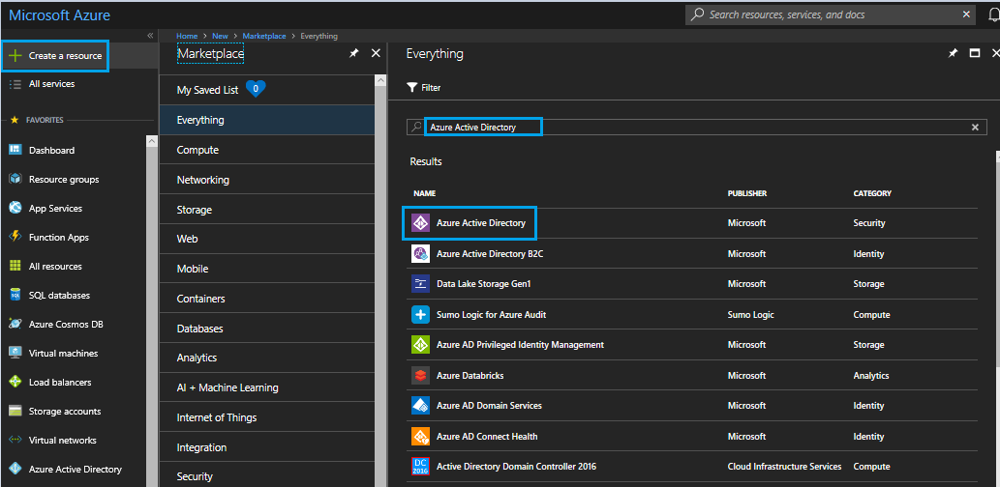 Microsoft Azure
Search resources, services, and docs
Create a resource
All services
FAVORITES
Dashboard
Resource groups
App Services
Function Apps
All resources
SQL databases
Azure Cosmos DB
Virtual machines
Load balancers
Storage accounts
Virtual networks
Azure Active Directory
Home > New > Marketplace > Everything
Marketplace
My Saved List 0
Everything
Compute
Networking
Storage
Web
Mobile
Containers
Databases
Analytics
AI + Machine Learning
Internet of Things
Integration
Security
Everything
Filter
Azure Active Directory
Results
NAME PUBLISHER CATEGORY
Azure Active Directory Microsoft Security
Azure Active Directory B2C Microsoft Identity
Data Lake Storage Gen1 Microsoft Storage
Sumo Logic for Azure Audit Sumo Logic Compute
Azure AD Privileged Identity Management Microsoft Storage
Azure Databricks Microsoft Analytics
Azure AD Domain Services Microsoft Identity
Azure AD Connect Health Microsoft Identity
DC 2016 Active Directory Domain Controller 2016 Cloud Infrastructure Services Compute